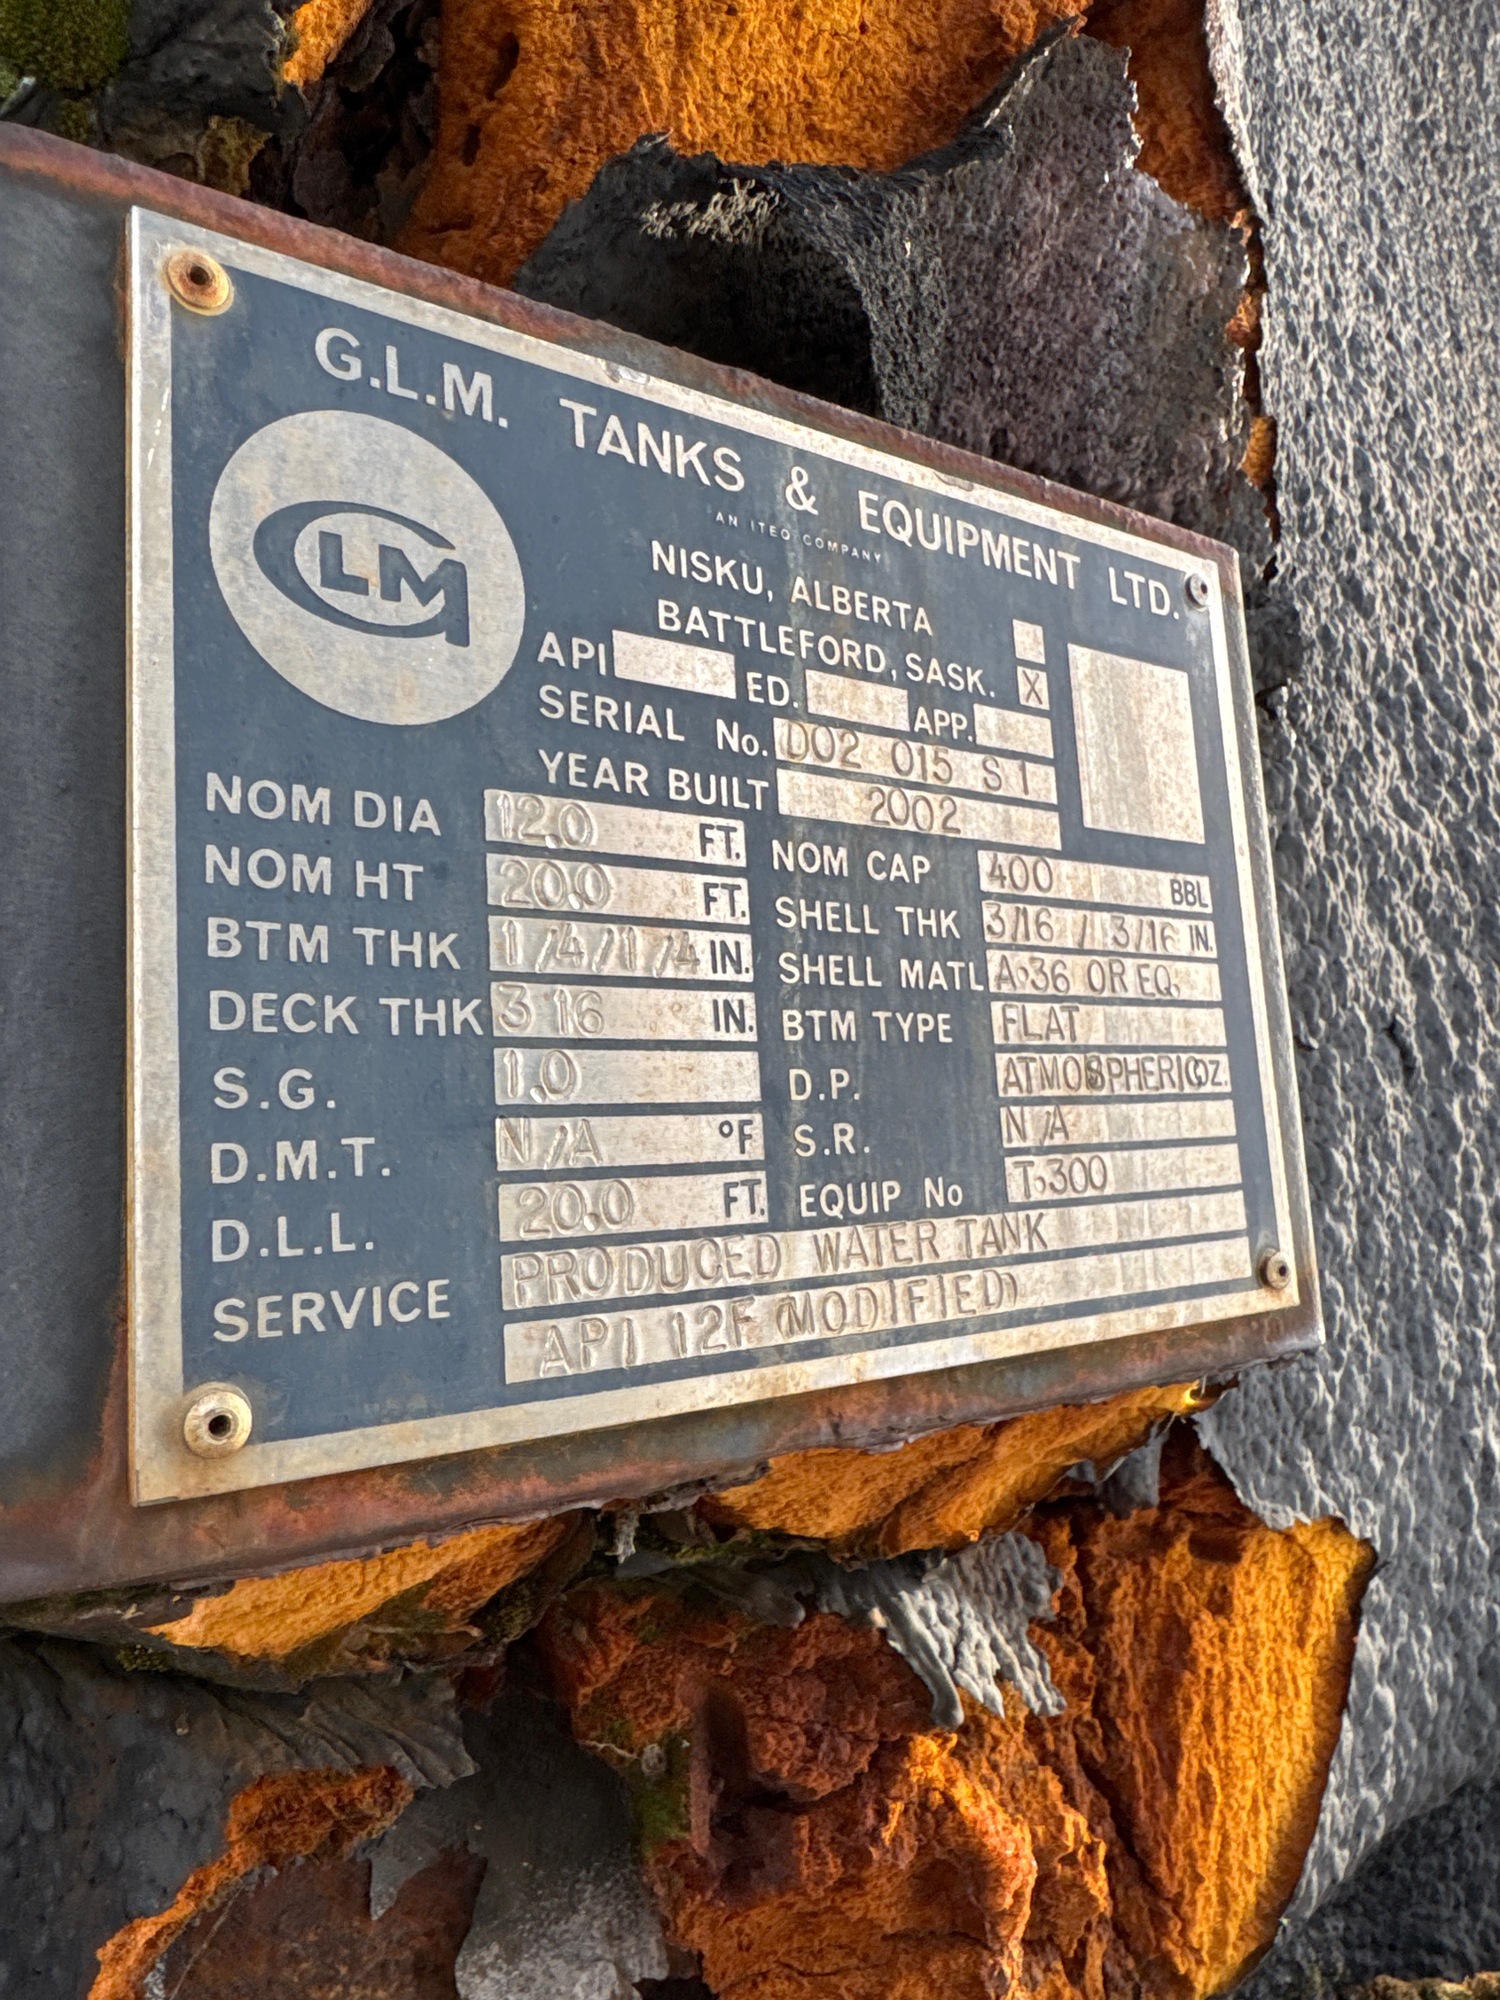 G.L.M. TANKS & EQUIPMENT LTD.
AN ITEQ COMPANY
GLM
NISKU, ALBERTA
BATTLEFORD, SASK. X
API ED. APP.
SERIAL No. D02 015 S 1
YEAR BUILT 2002
NOM DIA 12.0 FT.
NOM HT 20.0 FT.
BTM THK 1/4/1/4 IN.
DECK THK 3 16 IN.
S.G. 1.0
D.M.T. N/A °F
D.L.L. 20.0 FT.
NOM CAP 400 BBL
SHELL THK 3/16 / 3/16 IN.
SHELL MATL A.36 OR EQ.
BTM TYPE FLAT
D.P. ATMOSPHERIC OZ.
S.R. N/A
EQUIP No T.300
SERVICE PRODUCED WATER TANK
API 12F (MODIFIED)